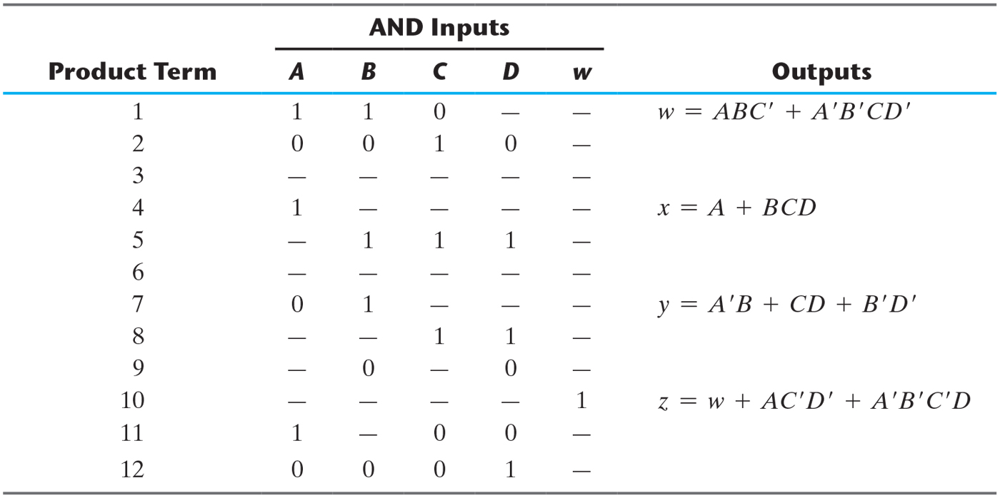 AND Inputs
Product Term A B C D w Outputs
1 1 1 0 — — w = ABC′ + A′B′CD′
2 0 0 1 0 —
3 — — — — —
4 1 — — — — x = A + BCD
5 — 1 1 1 —
6 — — — — —
7 0 1 — — — y = A′B + CD + B′D′
8 — — 1 1 —
9 — 0 — 0 —
10 — — — — 1 z = w + AC′D′ + A′B′C′D
11 1 — 0 0 —
12 0 0 0 1 —